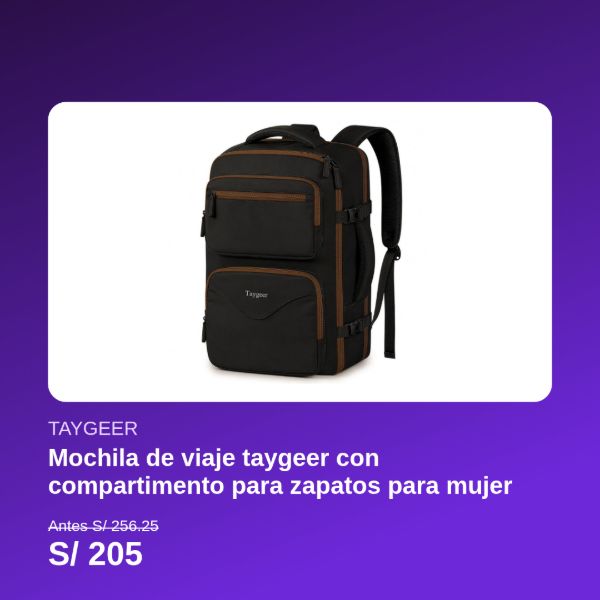 Taygeer
TAYGEER
Mochila de viaje taygeer con
compartimento para zapatos para mujer
Antes S/ 256.25
S/ 205